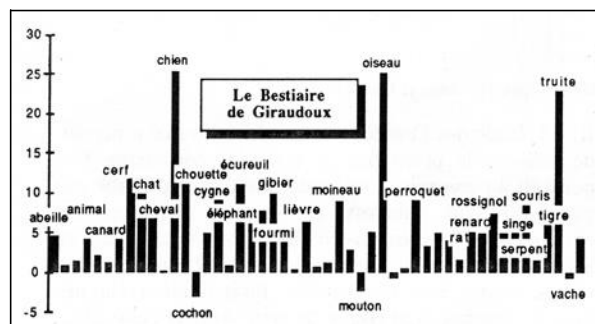 30
25
20
15
10
5
0
-5
Le Bestiaire
de Giraudoux
abeille
animal
canard
cerf
chat
cheval
chien
cochon
chouette
cygne
éléphant
écureuil
fourmi
gibier
lièvre
moineau
mouton
oiseau
perroquet
rat
renard
rossignol
serpent
singe
souris
tigre
truite
vache